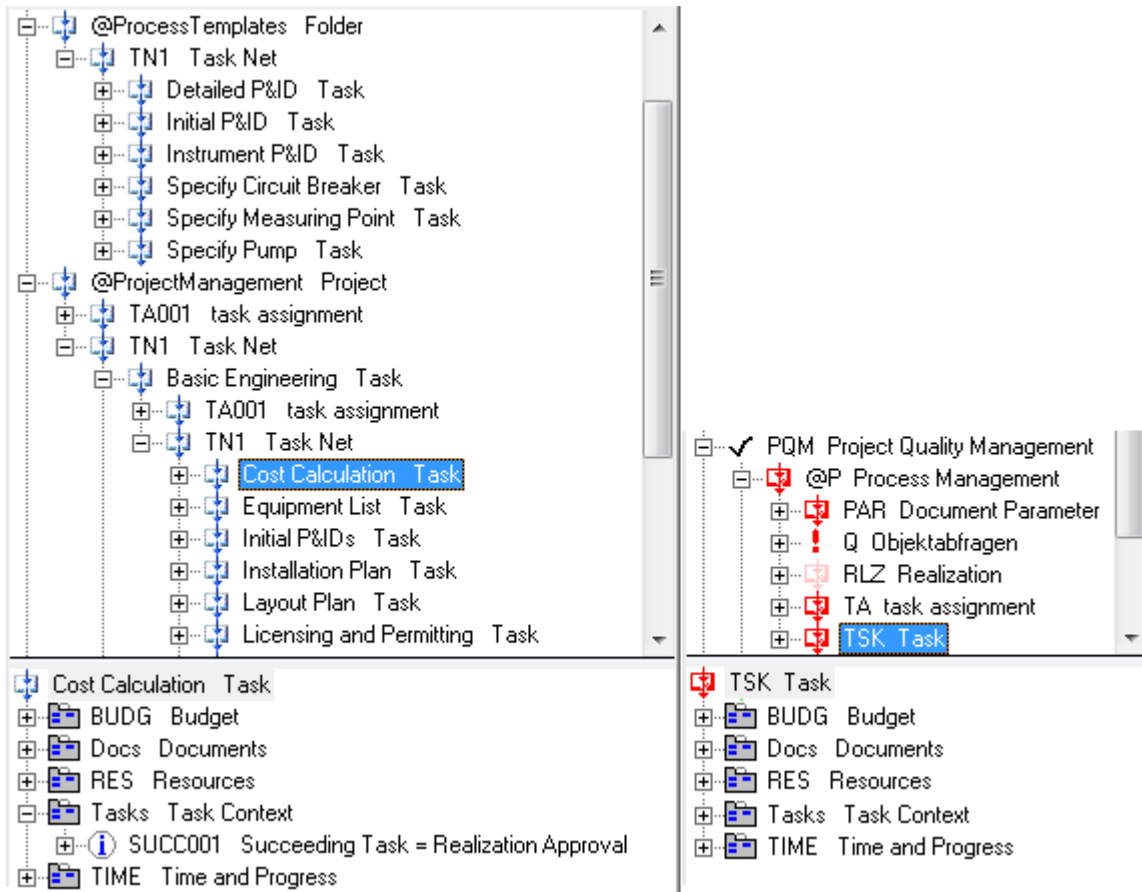 @ProcessTemplates Folder
TN1 Task Net
Detailed P&ID Task
Initial P&ID Task
Instrument P&ID Task
Specify Circuit Breaker Task
Specify Measuring Point Task
Specify Pump Task
@ProjectManagement Project
TA001 task assignment
TN1 Task Net
Basic Engineering Task
TA001 task assignment
TN1 Task Net
Cost Calculation Task
Equipment List Task
Initial P&IDs Task
Installation Plan Task
Layout Plan Task
Licensing and Permitting Task
Cost Calculation Task
BUDG Budget
Docs Documents
RES Resources
Tasks Task Context
SUCC001 Succeeding Task = Realization Approval
TIME Time and Progress
PQM Project Quality Management
@P Process Management
PAR Document Parameter
Q Objektabfragen
RLZ Realization
TA task assignment
TSK Task
TSK Task
BUDG Budget
Docs Documents
RES Resources
Tasks Task Context
TIME Time and Progress